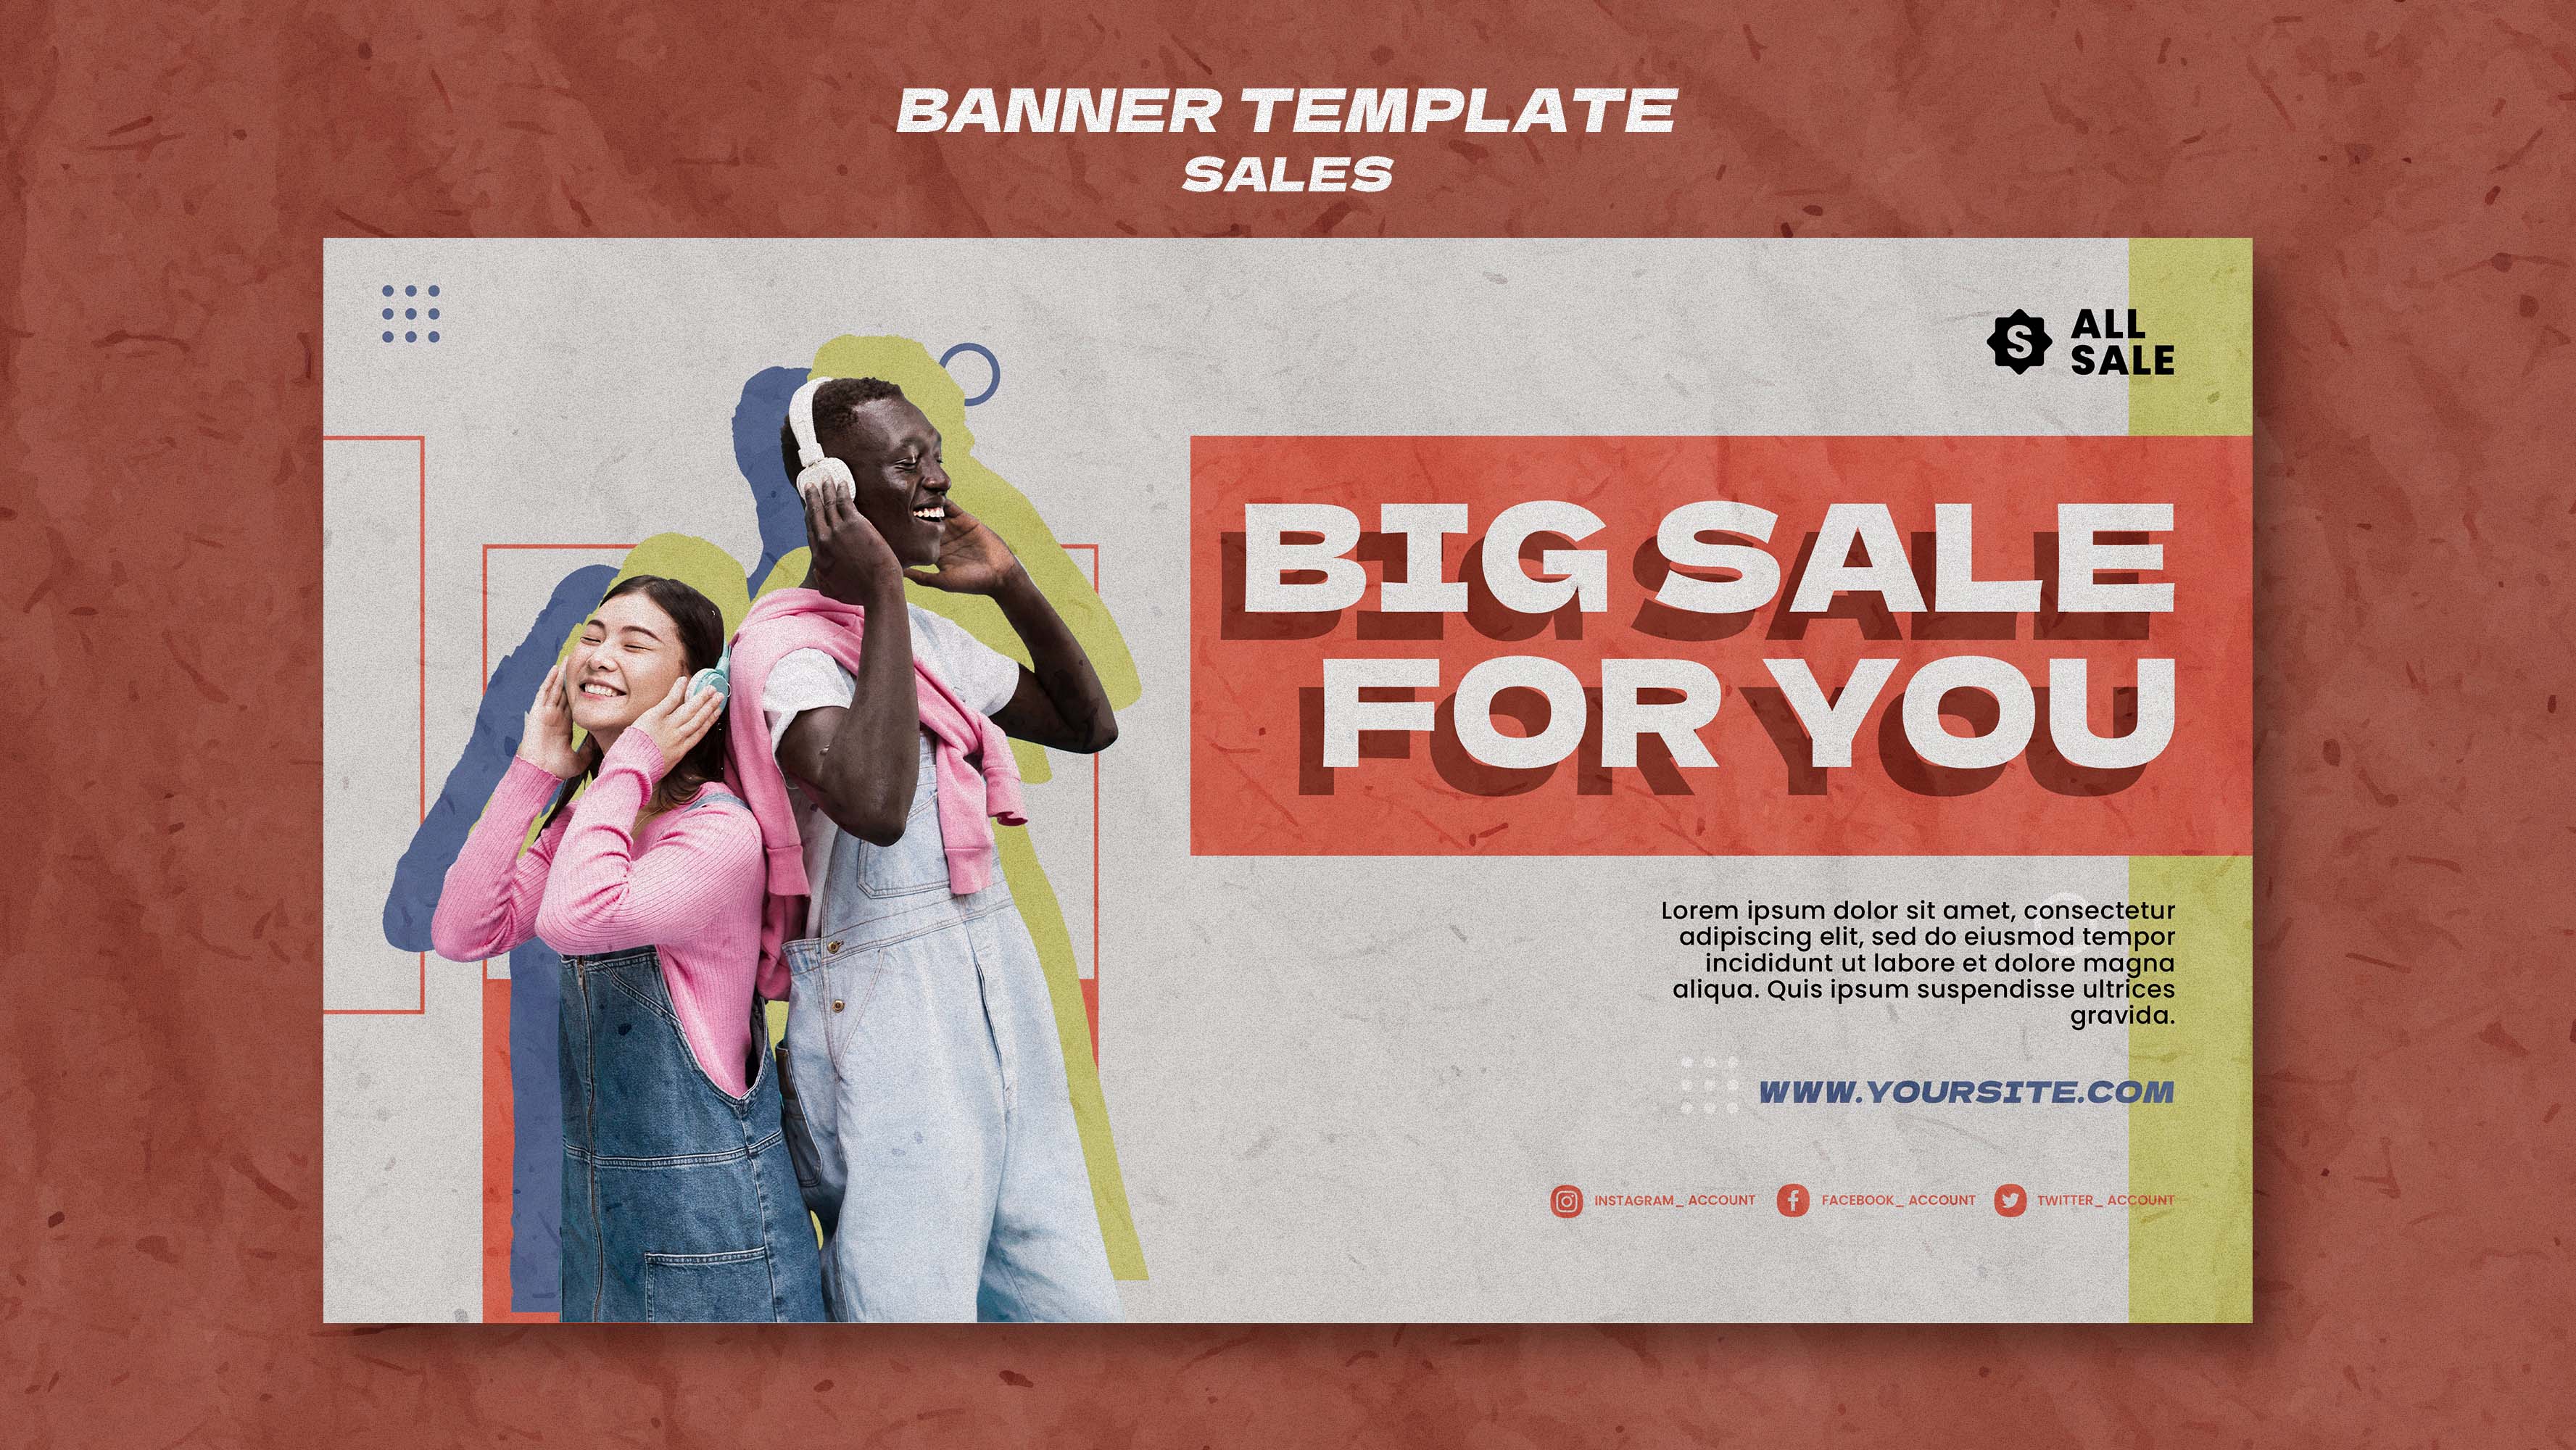 BANNER TEMPLATE
SALES
ALL
SALE
BIG SALE
FOR YOU
Lorem ipsum dolor sit amet, consectetur
adipiscing elit, sed do eiusmod tempor
incididunt ut labore et dolore magna
aliqua. Quis ipsum suspendisse ultrices
gravida.
WWW.YOURSITE.COM
INSTAGRAM_ ACCOUNT FACEBOOK_ ACCOUNT TWITTER_ ACCOUNT